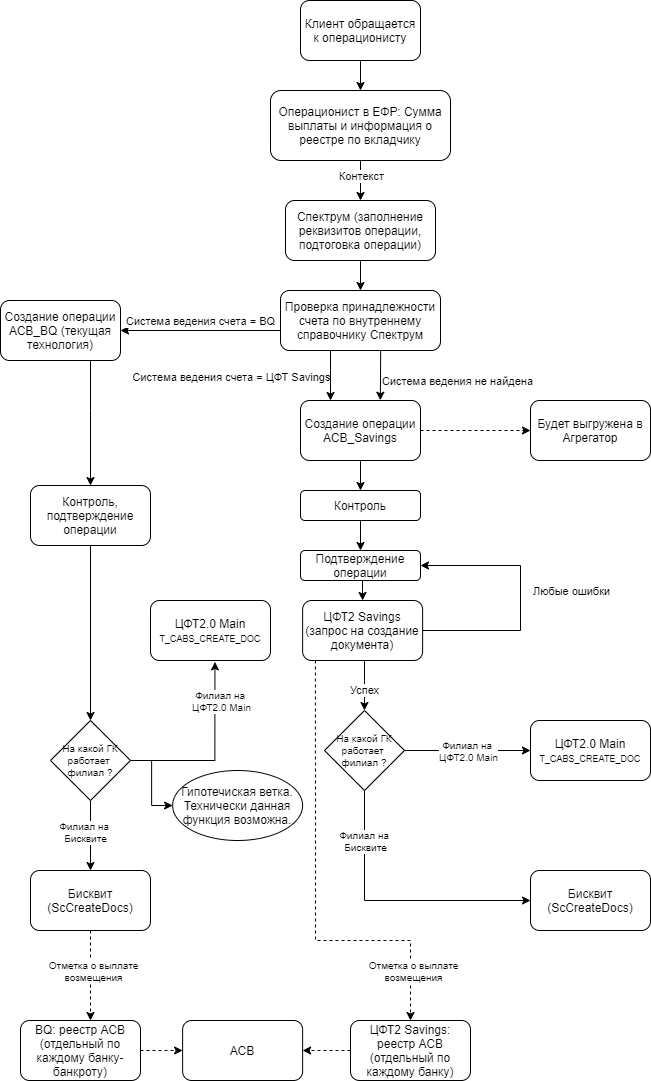 Клиент обращается
к операционисту
Операционист в ЕФР: Сумма
выплаты и информация о
реестре по вкладчику
Контекст
Спектрум (заполнение
реквизитов операции,
подтоговка операции)
Создание операции
ACB_BQ (текущая
технология)
Система ведения счета = BQ
Проверка принадлежности
счета по внутреннему
справочнику Спектрум
Система ведения счета = ЦФТ Savings
Система ведения не найдена
Создание операции
ACB_Savings
Будет выгружена в
Агрегатор
Контроль,
подтверждение
операции
Контроль
Подтверждение
операции
Любые ошибки
ЦФТ2.0 Main
T_CABS_CREATE_DOC
ЦФТ2 Savings
(запрос на создание
документа)
Филиал на
ЦФТ2.0 Main
Успех
На какой ГК
работает
филиал ?
На какой ГК
работает
филиал ?
Филиал на
ЦФТ2.0 Main
ЦФТ2.0 Main
T_CABS_CREATE_DOC
Гипотечиская ветка.
Технически данная
функция возможна.
Филиал на
Бисквите
Филиал на
Бисквите
Бисквит
(ScCreateDocs)
Бисквит
(ScCreateDocs)
Отметка о выплате
возмещения
Отметка о выплате
возмещения
BQ: реестр АСВ
(отдельный по
каждому банку-
банкроту)
АСВ
ЦФТ2 Savings:
реестр АСВ
(отдельный по
каждому банку)